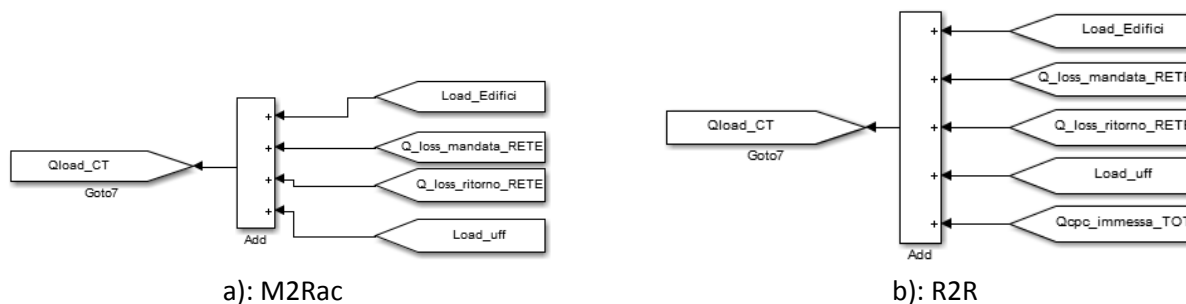 Load_Edifici
+
Q_loss_mandata_RETE
+
Q_loss_ritorno_RETE
+
Load_uff
+
Qload_CT
Goto7
Add
a): M2Rac
Load_Edifici
+
Q_loss_mandata_RETE
+
Q_loss_ritorno_RETE
+
Load_uff
+
Qcpc_immessa_TOT
+
Qload_CT
Goto7
Add
b): R2R